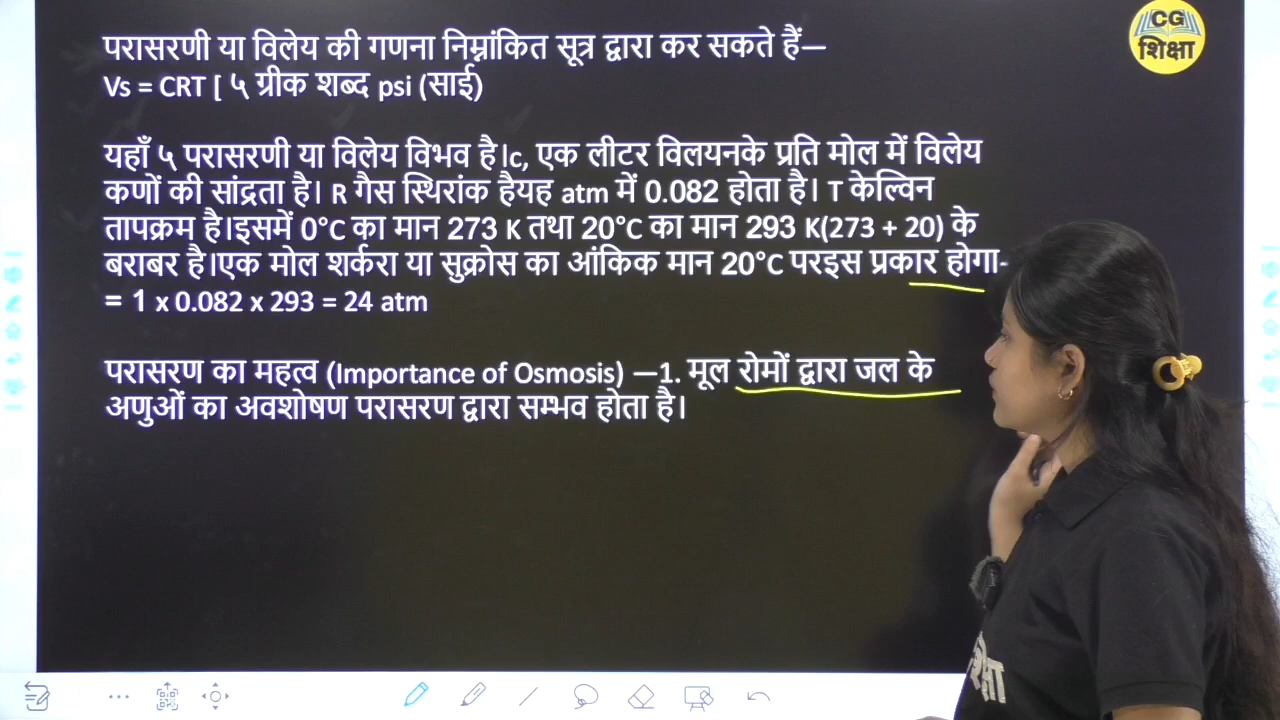 CG
शिक्षा
परासरणी या विलेय की गणना निम्नांकित सूत्र द्वारा कर सकते हैं—
Vs = CRT [ ५ ग्रीक शब्द psi (साई)
यहाँ ५ परासरणी या विलेय विभव है।c, एक लीटर विलयनके प्रति मोल में विलेय
कणों की सांद्रता है। R गैस स्थिरांक हैयह atm में 0.082 होता है। T केल्विन
तापक्रम है।इसमें 0°C का मान 273 K तथा 20°C का मान 293 K(273 + 20) के
बराबर है।एक मोल शर्करा या सुक्रोस का आंकिक मान 20°C परइस प्रकार होगा-
= 1 x 0.082 x 293 = 24 atm
परासरण का महत्व (Importance of Osmosis) —1. मूल रोमों द्वारा जल के
अणुओं का अवशोषण परासरण द्वारा सम्भव होता है।